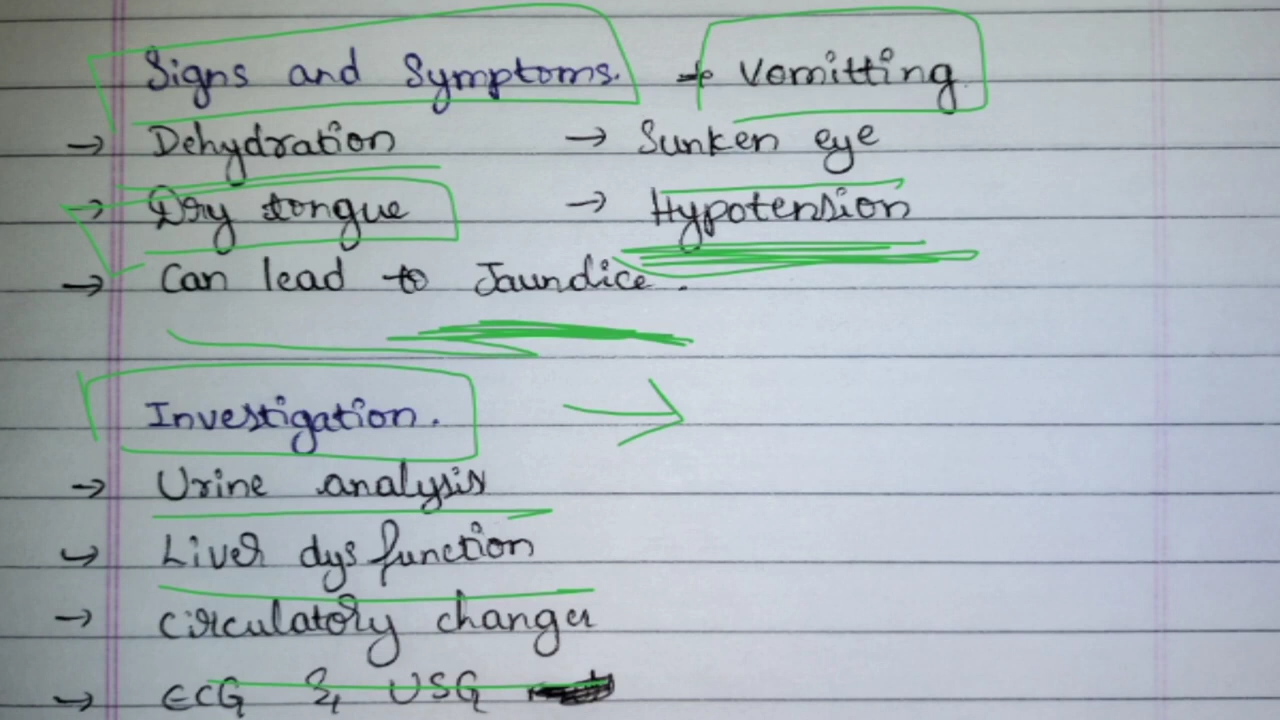 Signs and Symptoms. → Vomitting
→ Dehydration → Sunken eye
→ Dry tongue → Hypotension
→ Can lead to Jaundice.
Investigation.
→ Urine analysis
→ Liver dysfunction
→ Circulatory changes
→ ECG & USG